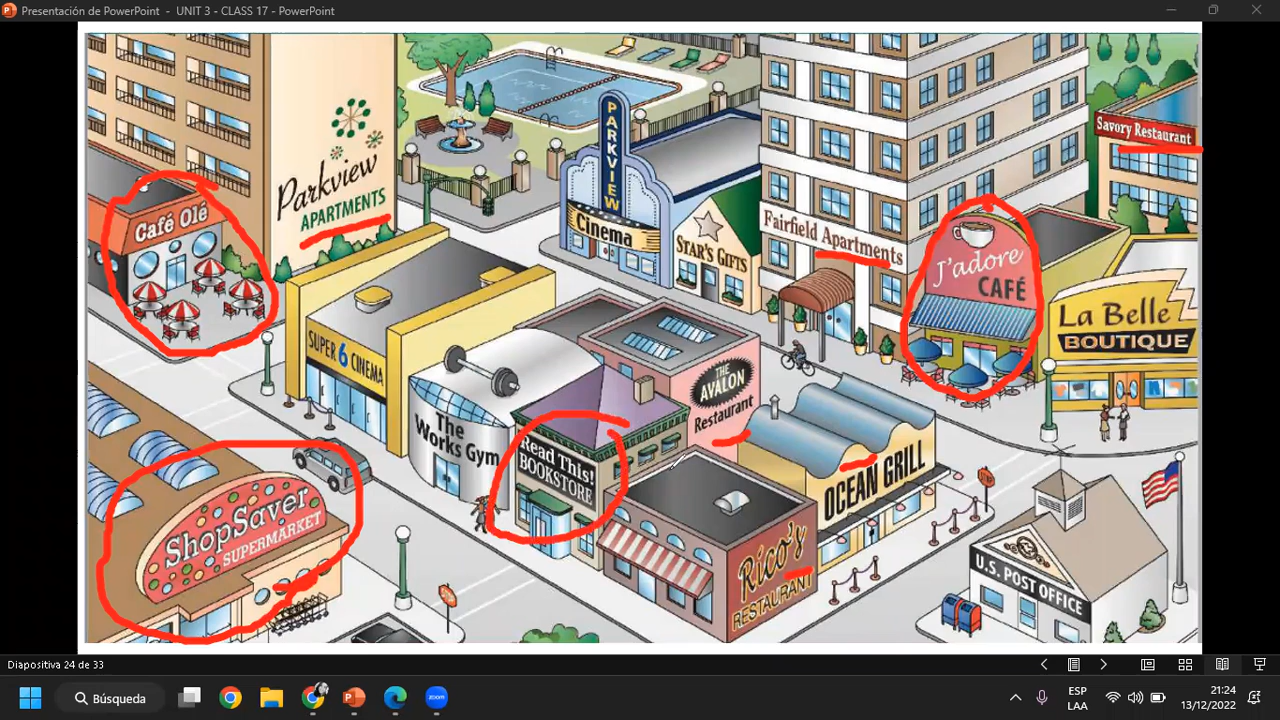 Presentación de PowerPoint - UNIT 3 - CLASS 17 - PowerPoint
Café Olé
Parkview
APARTMENTS
PARKVIEW
Cinema
STAR'S GIFTS
Fairfield Apartments
Savory Restaurant
J'adore
CAFÉ
La Belle
BOUTIQUE
SUPER 6 CINEMA
The
Works Gym
Read This!
BOOKSTORE
THE
AVALON
Restaurant
OCEAN GRILL
Rico's
RESTAURANT
ShopSaver
SUPERMARKET
U.S. POST OFFICE
Diapositiva 24 de 33
Búsqueda
zoom
ESP
LAA
21:24
13/12/2022